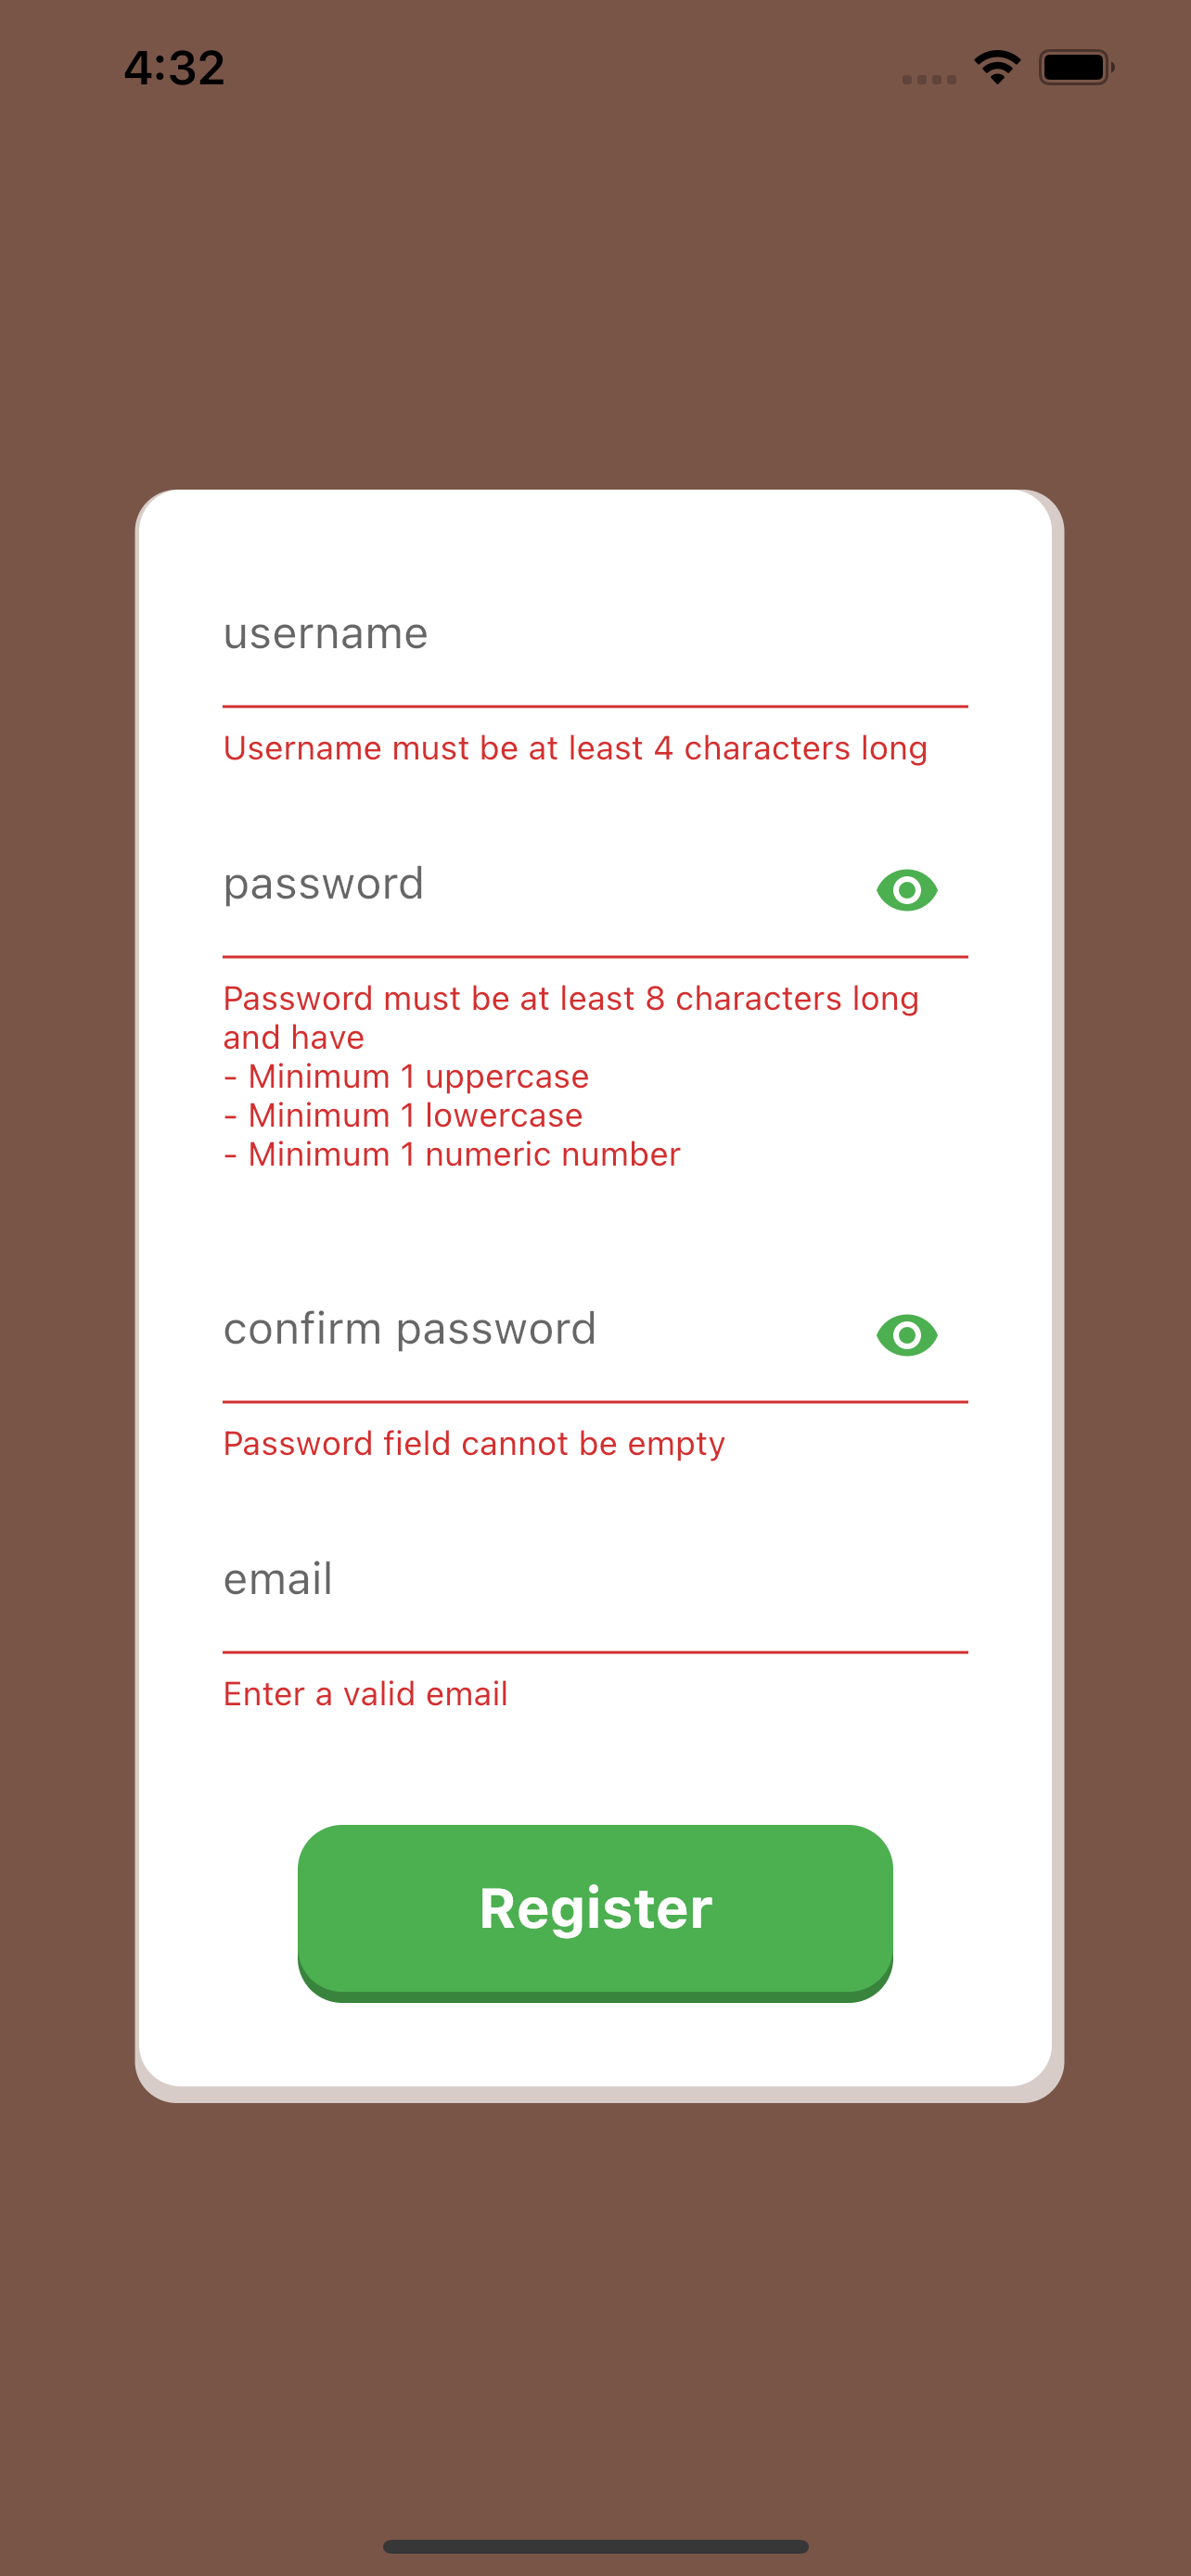 4:32
username
Username must be at least 4 characters long
password
Password must be at least 8 characters long
and have
- Minimum 1 uppercase
- Minimum 1 lowercase
- Minimum 1 numeric number
confirm password
Password field cannot be empty
email
Enter a valid email
Register